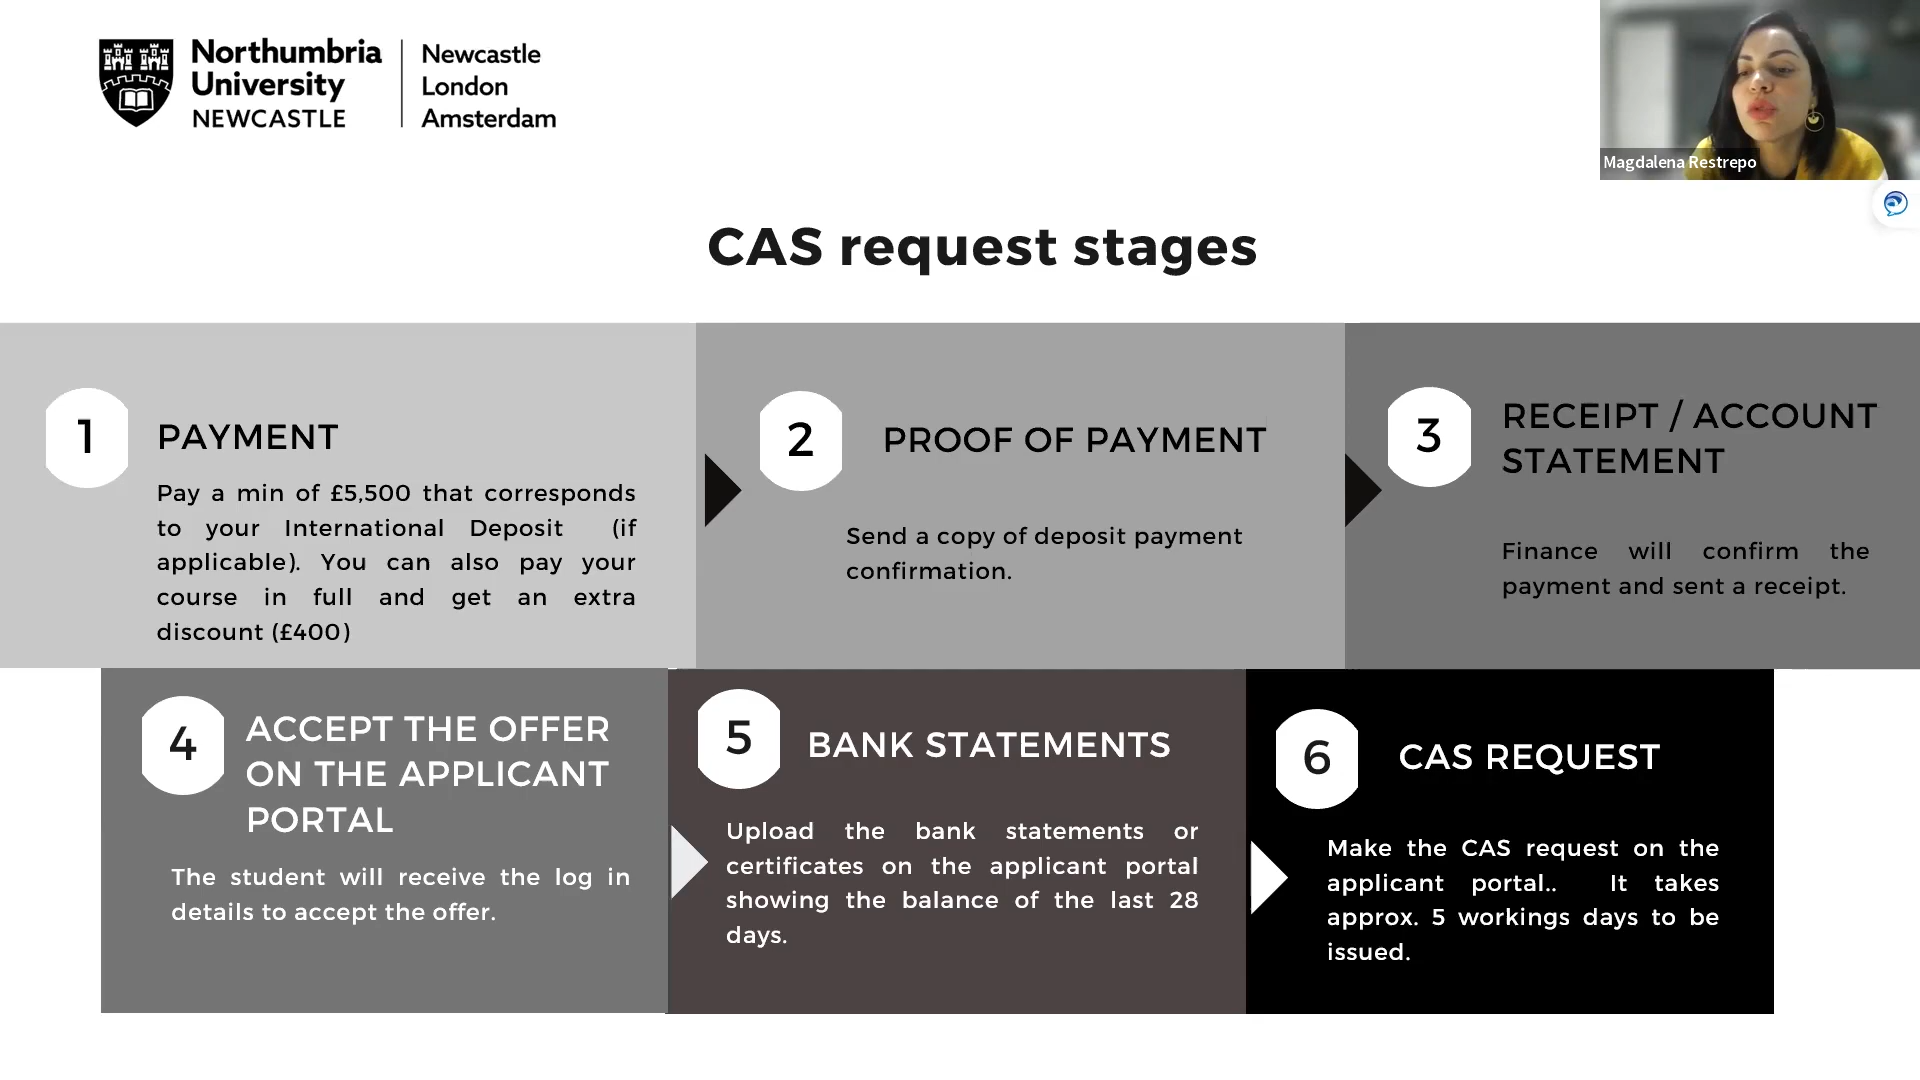 Northumbria
University
NEWCASTLE
Newcastle
London
Amsterdam
Magdalena Restrepo
CAS request stages
1
PAYMENT
Pay a min of £5,500 that corresponds
to your International Deposit (if
applicable). You can also pay your
course in full and get an extra
discount (£400)
2
PROOF OF PAYMENT
Send a copy of deposit payment
confirmation.
3
RECEIPT / ACCOUNT
STATEMENT
Finance will confirm the
payment and sent a receipt.
4
ACCEPT THE OFFER
ON THE APPLICANT
PORTAL
The student will receive the log in
details to accept the offer.
5
BANK STATEMENTS
Upload the bank statements or
certificates on the applicant portal
showing the balance of the last 28
days.
6
CAS REQUEST
Make the CAS request on the
applicant portal.. It takes
approx. 5 workings days to be
issued.